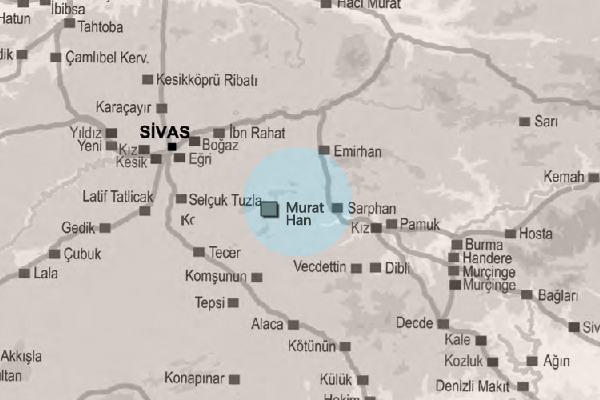 Hacı Murat
İbibsa
Hatun
Tahtoba
dik
Çamlıbel Kerv.
Kesikköprü Ribatı
Karaçayır
Sarı
SİVAS
Yıldız
İbn Rahat
Yeni
Kız
Boğaz
Kesik
Eğri
Emirhan
Kemah
Latif Tatlicak
Selçuk Tuzla
Murat
Han
Sarphan
Kc
Gedik
Kız
Pamuk
Hosta
Burma
Çubuk
Tecer
Handere
Lala
Komşunun
Vecdettin
Dibli
Murçinge
Murçinge
Tepsi
Bağları
Alaca
Decde
Siv
Kötünün
Kale
Akkışla
ltan
Kozluk
Ağın
Konapınar
Külük
Denizli Makıt
Hekim